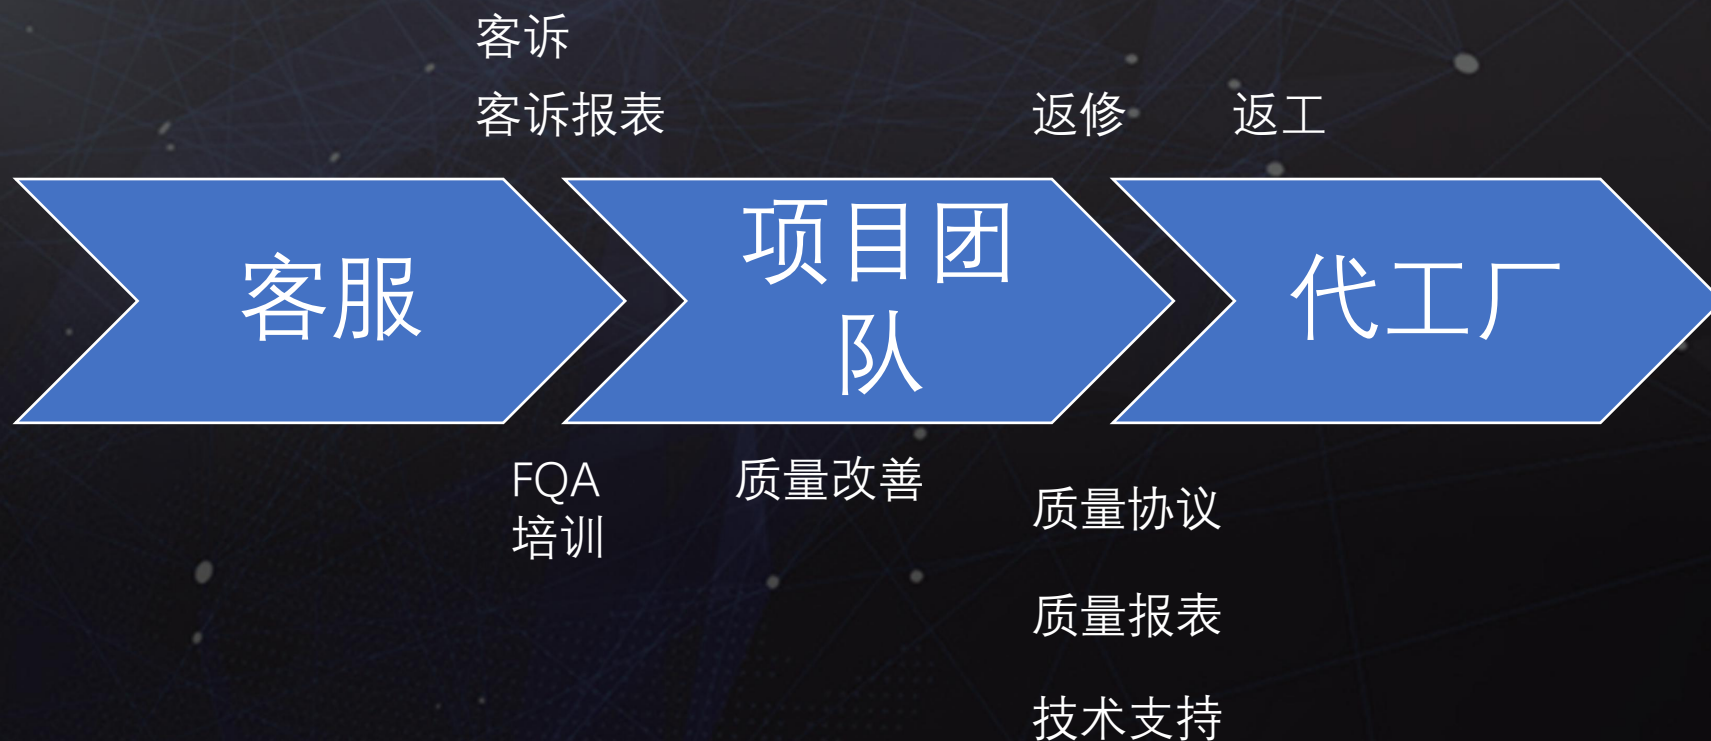 客诉
客诉报表
返修
返工
客服
项目团
队
代工厂
FQA
培训
质量改善
质量协议
质量报表
技术支持